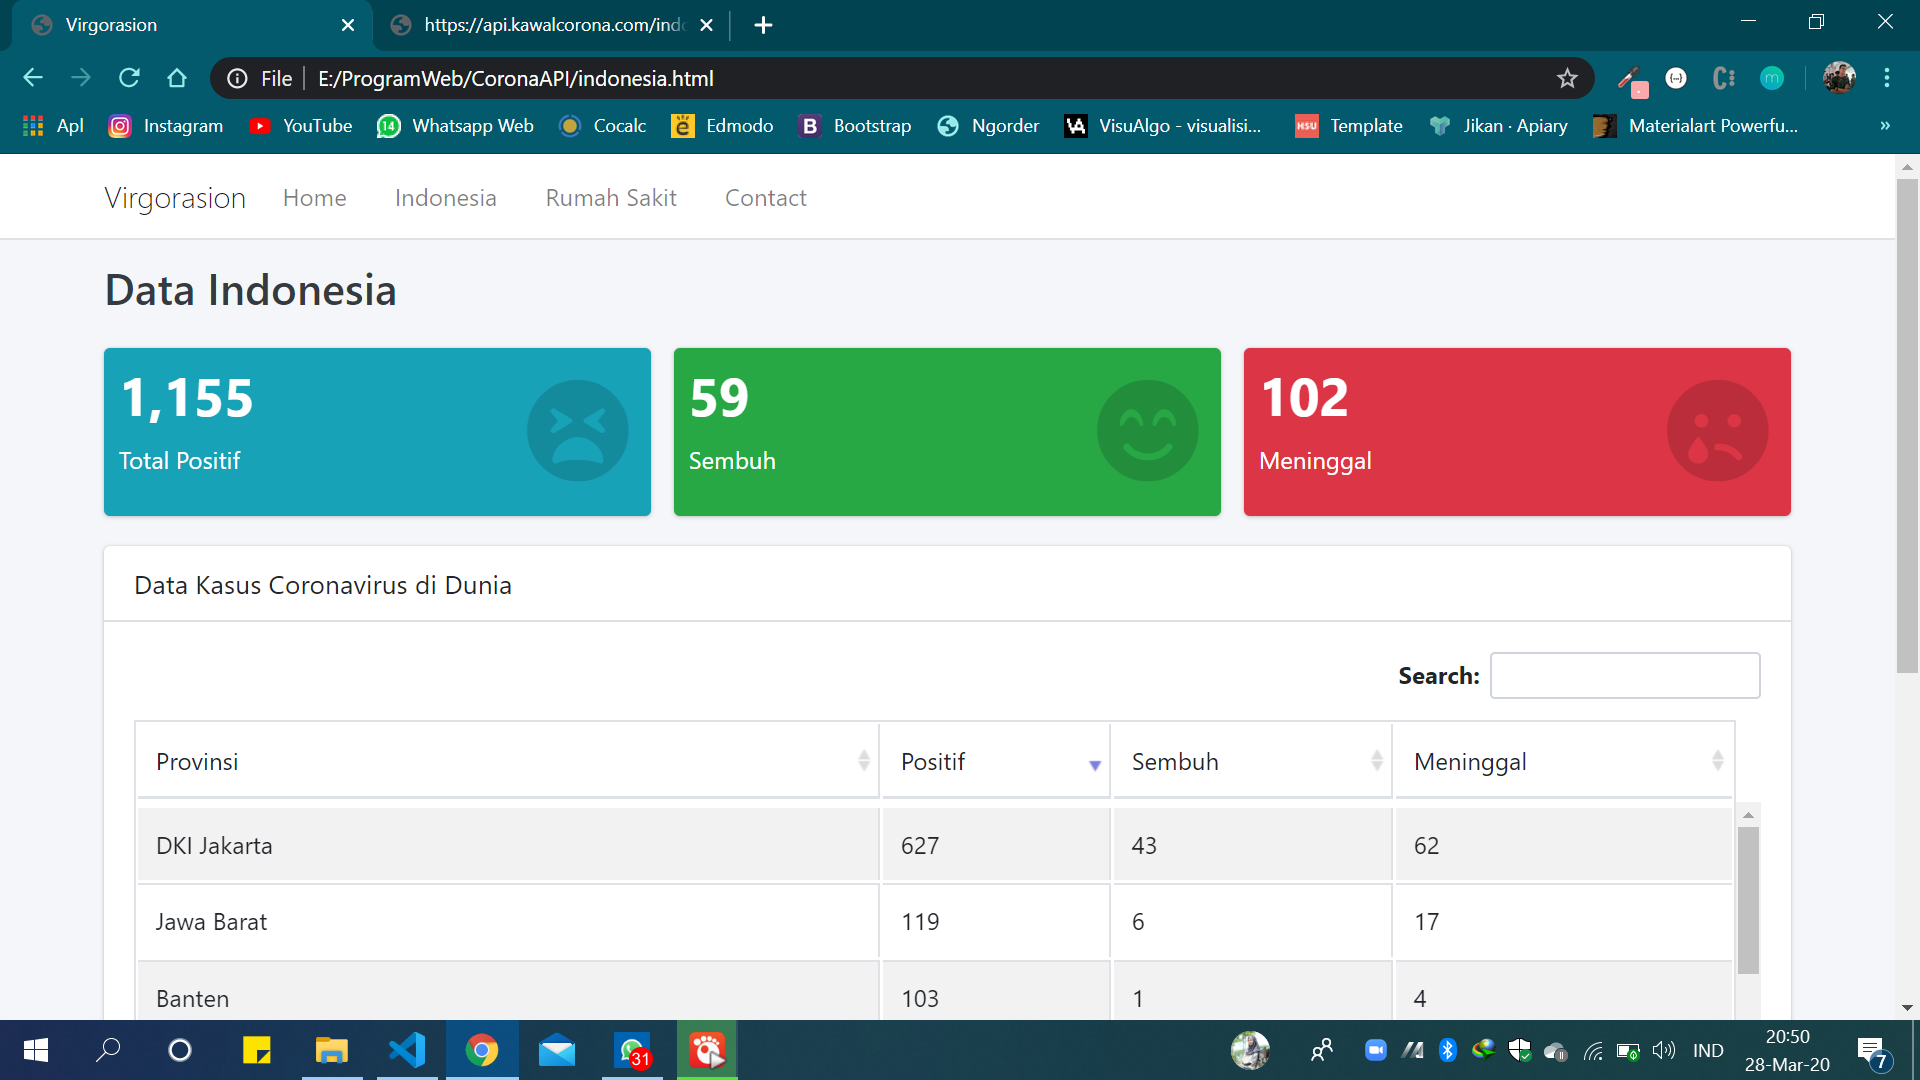 Virgorasion
https://api.kawalcorona.com/ind
File E:/ProgramWeb/CoronaAPI/indonesia.html
Apl Instagram YouTube Whatsapp Web Cocalc Edmodo Bootstrap Ngorder VisuAlgo - visualisi... Template Jikan · Apiary Materialart Powerfu... »
Virgorasion Home Indonesia Rumah Sakit Contact
Data Indonesia
1,155
Total Positif
59
Sembuh
102
Meninggal
Data Kasus Coronavirus di Dunia
Search:
Provinsi Positif Sembuh Meninggal
DKI Jakarta 627 43 62
Jawa Barat 119 6 17
Banten 103 1 4
31
IND
20:50
28-Mar-20
7